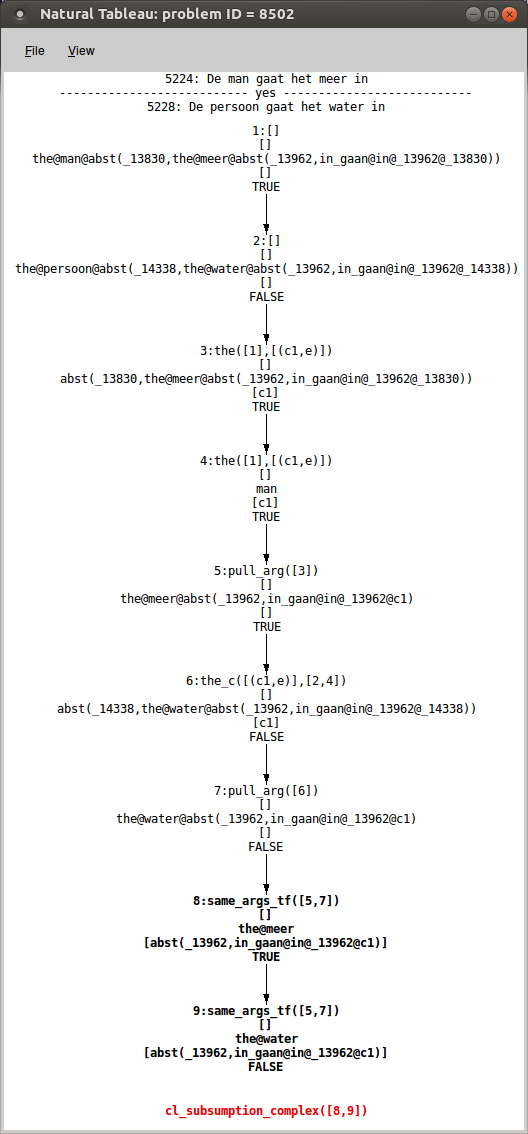 Natural Tableau: problem ID = 8502
File View
5224: De man gaat het meer in
--------------------------- yes ---------------------------
5228: De persoon gaat het water in
1:[]
[]
the@man@abst(_13830,the@meer@abst(_13962,in_gaan@in@_13962@_13830))
[]
TRUE
2:[]
[]
the@persoon@abst(_14338,the@water@abst(_13962,in_gaan@in@_13962@_14338))
[]
FALSE
3:the([1],[(c1,e)])
[]
abst(_13830,the@meer@abst(_13962,in_gaan@in@_13962@_13830))
[c1]
TRUE
4:the([1],[(c1,e)])
[]
man
[c1]
TRUE
5:pull_arg([3])
[]
the@meer@abst(_13962,in_gaan@in@_13962@c1)
[]
TRUE
6:the_c([(c1,e)],[2,4])
[]
abst(_14338,the@water@abst(_13962,in_gaan@in@_13962@_14338))
[c1]
FALSE
7:pull_arg([6])
[]
the@water@abst(_13962,in_gaan@in@_13962@c1)
[]
FALSE
8:same_args_tf([5,7])
[]
the@meer
[abst(_13962,in_gaan@in@_13962@c1)]
TRUE
9:same_args_tf([5,7])
[]
the@water
[abst(_13962,in_gaan@in@_13962@c1)]
FALSE
cl_subsumption_complex([8,9])